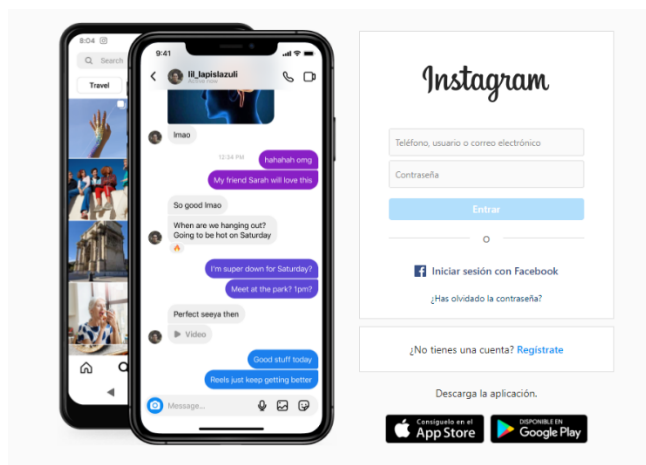 8:04
Search
Travel
9:41
lil_lapislazuli
Active now
lmao
12:34 PM
hahahah omg
My friend Sarah will love this
So good lmao
When are we hanging out?
Going to be hot on Saturday
I'm super down for Saturday?
Meet at the park? 1pm?
Perfect seeya then
Video
Good stuff today
Reels just keep getting better
Message...
Instagram
Teléfono, usuario o correo electrónico
Contraseña
Entrar
O
Iniciar sesión con Facebook
¿Has olvidado la contraseña?
¿No tienes una cuenta? Regístrate
Descarga la aplicación.
Consíguelo en el
App Store
DISPONIBLE EN
Google Play